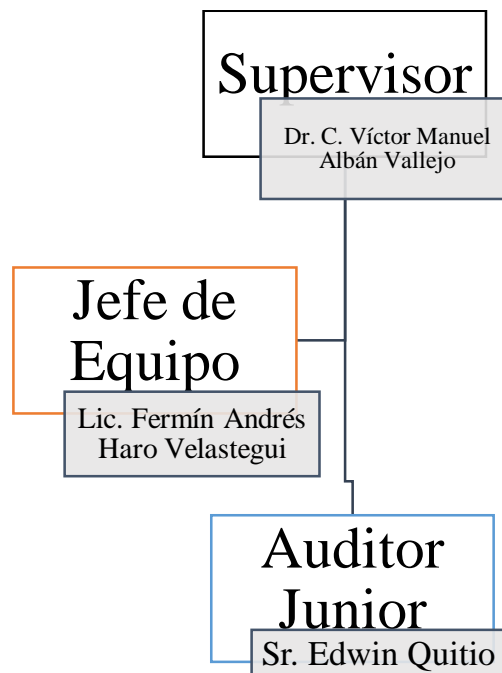 Supervisor
Dr. C. Víctor Manuel
Albán Vallejo
Jefe de
Equipo
Lic. Fermín Andrés
Haro Velastegui
Auditor
Junior
Sr. Edwin Quitio